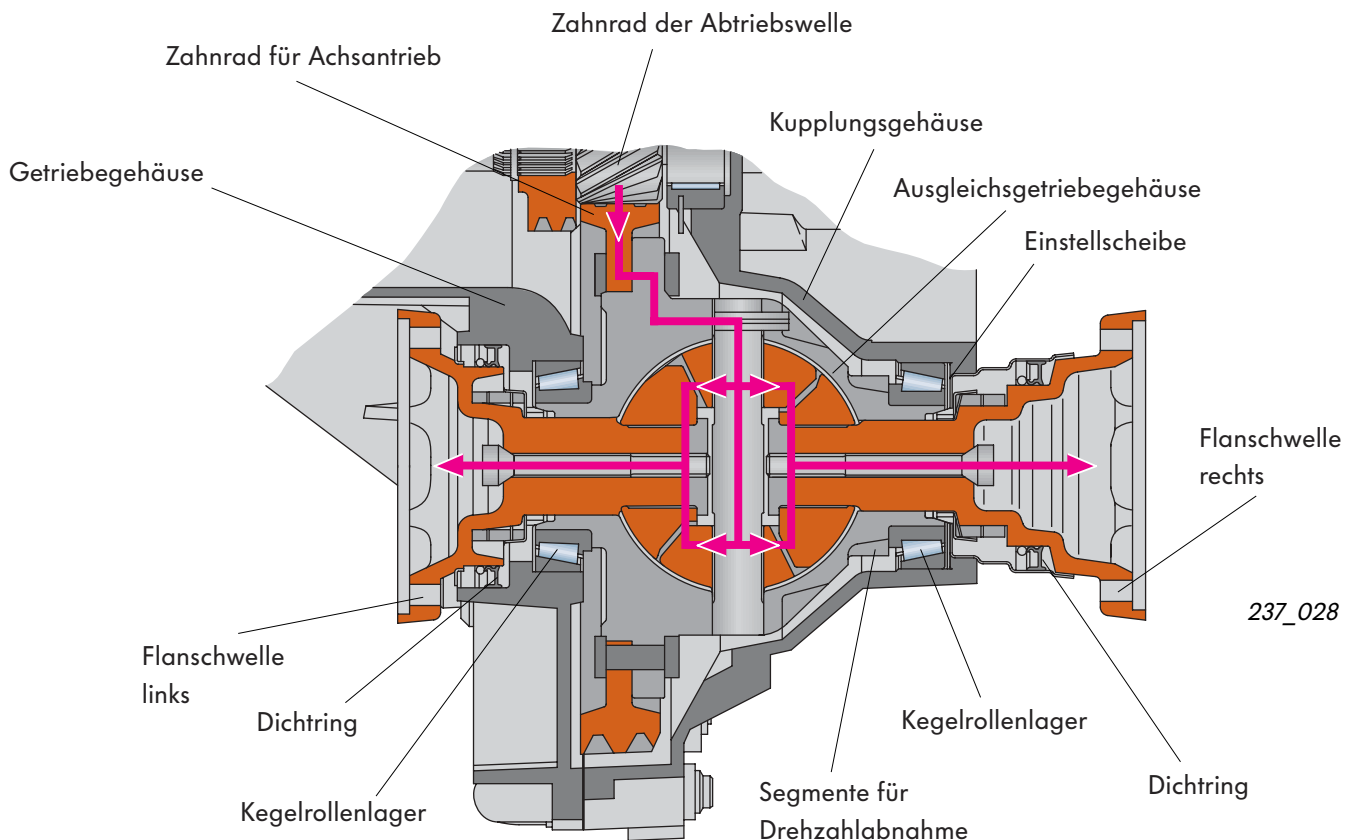 Zahnrad der Abtriebswelle
Zahnrad für Achsantrieb
Kupplungsgehäuse
Getriebegehäuse
Ausgleichsgetriebegehäuse
Einstellscheibe
Flanschwelle
rechts
237_028
Flanschwelle
links
Dichtring
Kegelrollenlager
Kegelrollenlager
Dichtring
Segmente für
Drehzahlabnahme